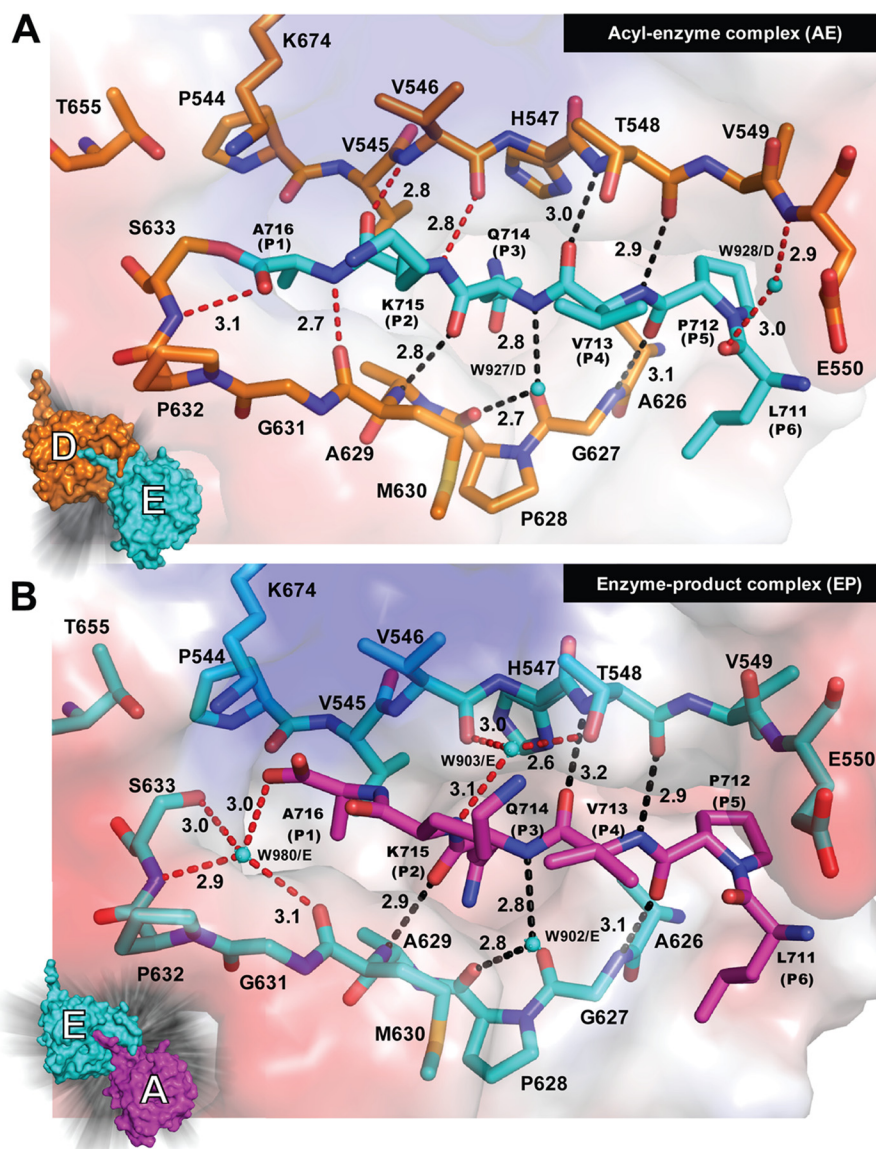 A
Acyl-enzyme complex (AE)
K674
T655
P544
V546
H547
T548
V549
V545
2.8
2.8
3.0
S633
A716
(P1)
Q714
(P3)
2.9
W928/D
2.9
K715
(P2)
3.1
2.7
2.8
2.8
V713
(P4)
P712
(P5)
3.0
W927/D
3.1
E550
P632
A626
L711
(P6)
G631
2.7
A629
G627
D
E
M630
P628
B
Enzyme-product complex (EP)
K674
T655
P544
V546
H547
T548
V549
V545
3.0
E550
W903/E
2.6
S633
3.2
P712
(P5)
3.0
3.1
2.9
A716
(P1)
Q714
(P3)
V713
(P4)
3.0
K715
(P2)
W980/E
2.9
2.9
2.8
3.1
3.1
A629
2.8
W902/E
A626
P632
G631
L711
(P6)
G627
E
M630
A
P628